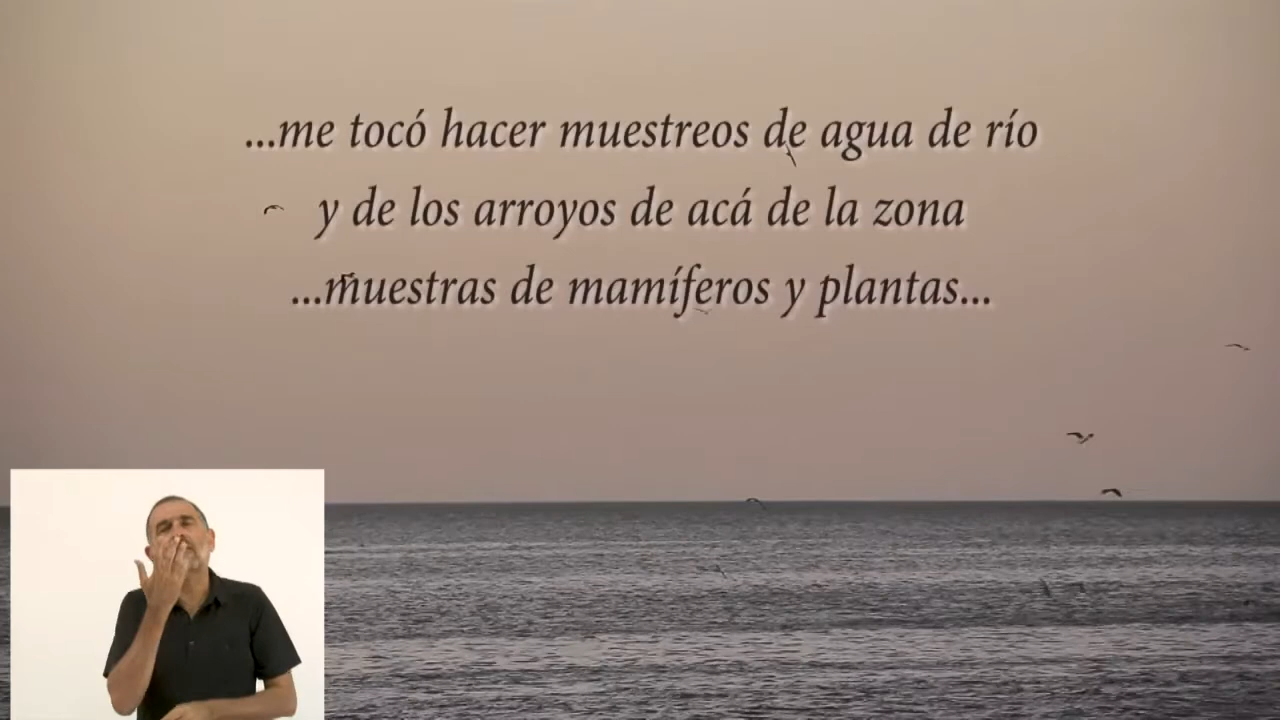 ...me tocó hacer muestreos de agua de río
y de los arroyos de acá de la zona
...muestras de mamíferos y plantas...